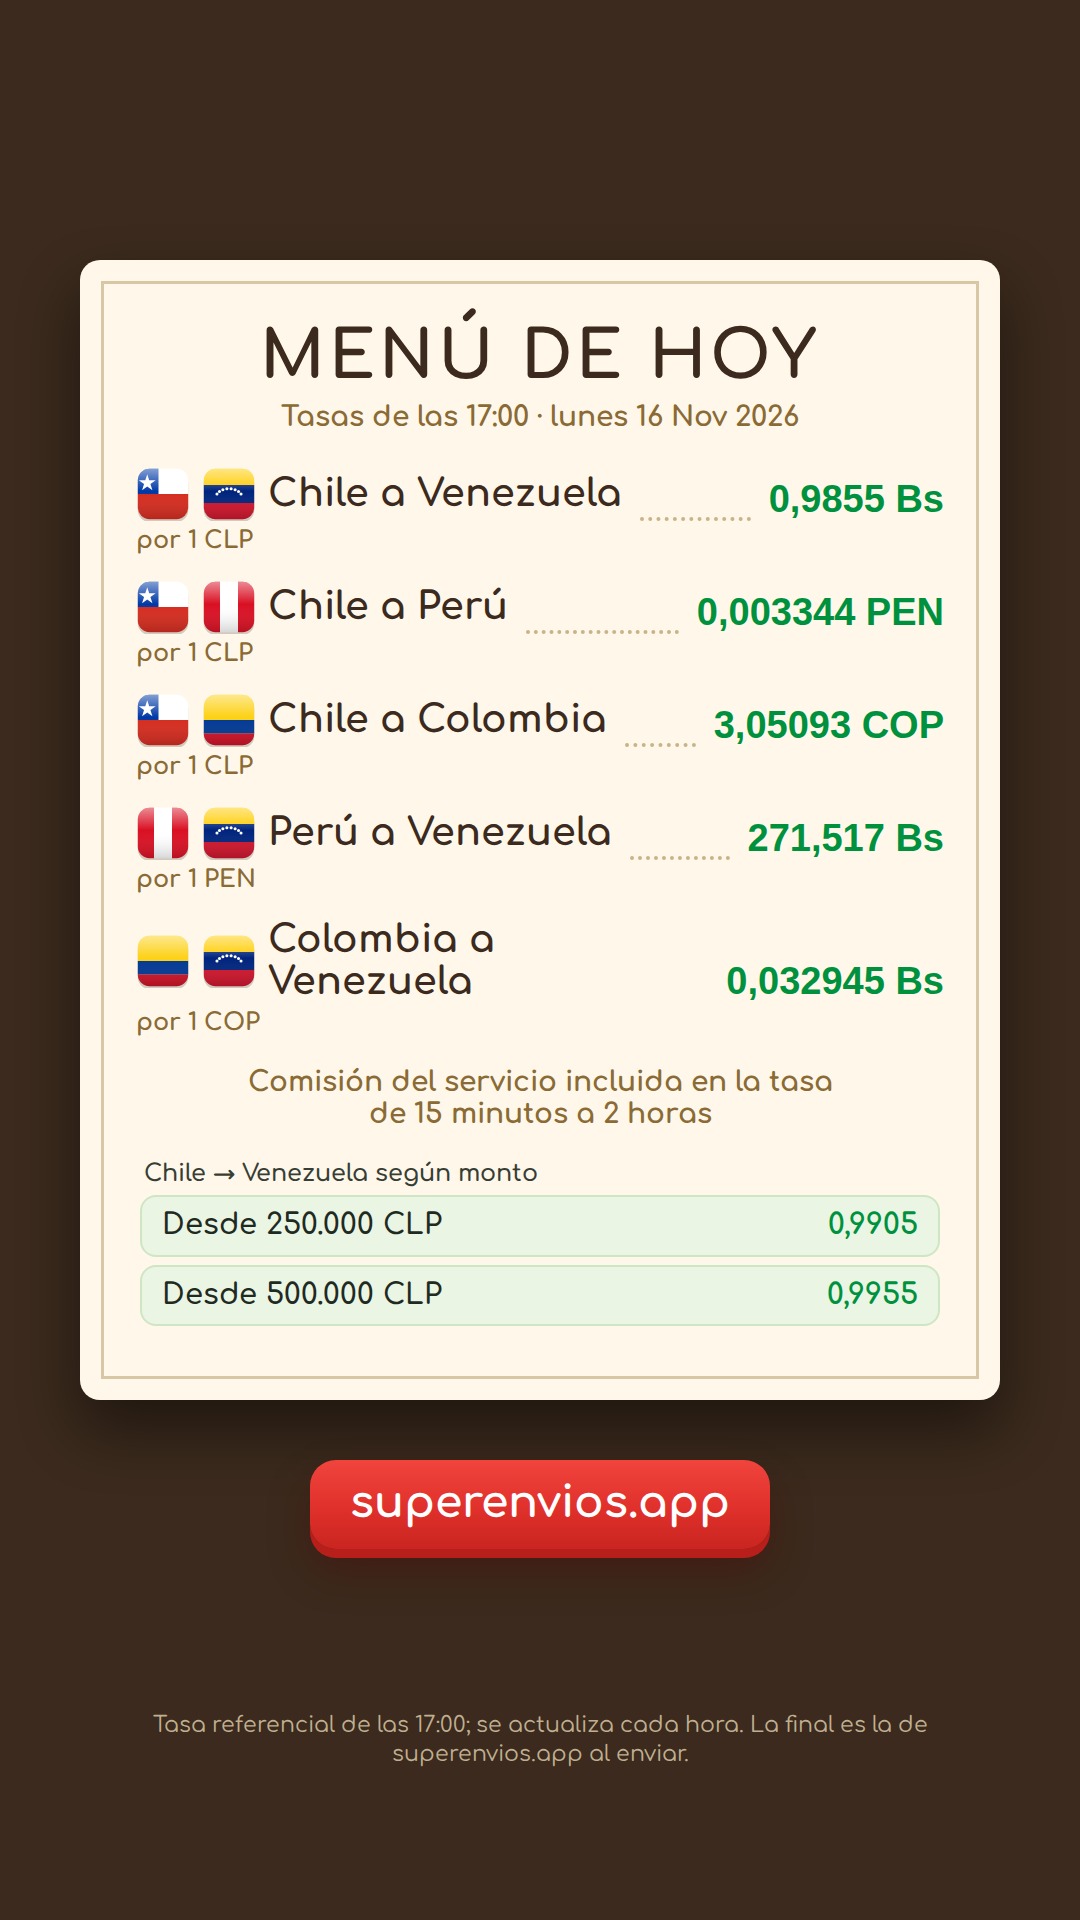 MENÚ DE HOY
Tasas de las 17:00 · lunes 16 Nov 2026
Chile a Venezuela 0,9855 Bs
por 1 CLP
Chile a Perú 0,003344 PEN
por 1 CLP
Chile a Colombia 3,05093 COP
por 1 CLP
Perú a Venezuela 271,517 Bs
por 1 PEN
Colombia a
Venezuela 0,032945 Bs
por 1 COP
Comisión del servicio incluida en la tasa
de 15 minutos a 2 horas
Chile → Venezuela según monto
Desde 250.000 CLP 0,9905
Desde 500.000 CLP 0,9955
superenvios.app
Tasa referencial de las 17:00; se actualiza cada hora. La final es la de
superenvios.app al enviar.